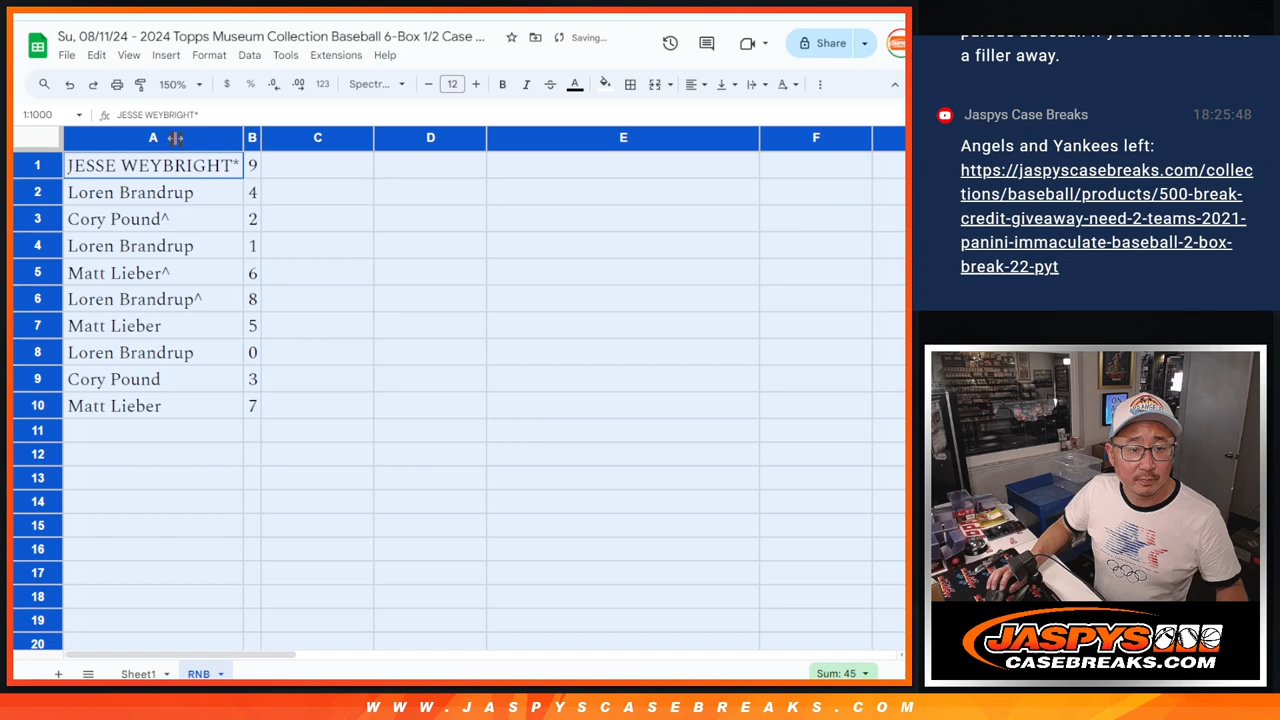 Su, 08/11/24 - 2024 Topps Museum Collection Baseball 6-Box 1/2 Case ...
Saving...
Share
File Edit View Insert Format Data Tools Extensions Help
150% $ % .0 .00 123 Spectr... 12 B I A
1:1000 fx JESSE WEYBRIGHT*
A B C D E F
1 JESSE WEYBRIGHT* 9
2 Loren Brandrup 4
3 Cory Pound^ 2
4 Loren Brandrup 1
5 Matt Lieber^ 6
6 Loren Brandrup^ 8
7 Matt Lieber 5
8 Loren Brandrup 0
9 Cory Pound 3
10 Matt Lieber 7
11
12
13
14
15
16
17
18
19
20
Sheet1 RNB Sum: 45
a filler away.
Jaspys Case Breaks 18:25:48
Angels and Yankees left:
https://jaspyscasebreaks.com/collec
tions/baseball/products/500-break-
credit-giveaway-need-2-teams-2021-
panini-immaculate-baseball-2-box-
break-22-pyt
JASPYS
CASEBREAKS.COM
WWW.JASPYSCASEBREAKS.COM